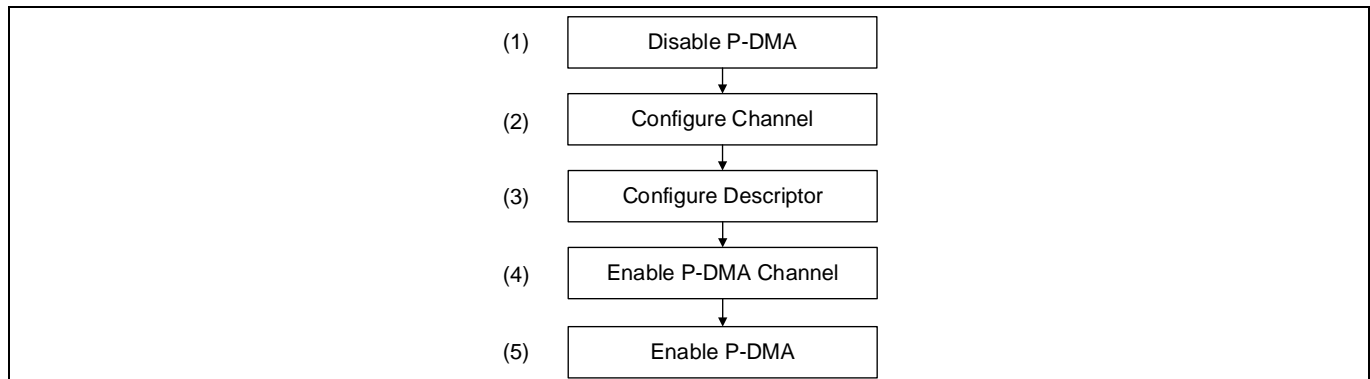 (1) Disable P-DMA
(2) Configure Channel
(3) Configure Descriptor
(4) Enable P-DMA Channel
(5) Enable P-DMA